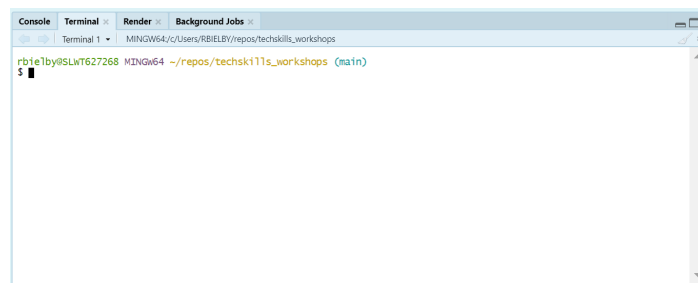 Console Terminal × Render × Background Jobs ×
Terminal 1 MINGW64:/c/Users/RBIELBY/repos/techskills_workshops
rbielby@SLWT627268 MINGW64 ~/repos/techskills_workshops (main)
$